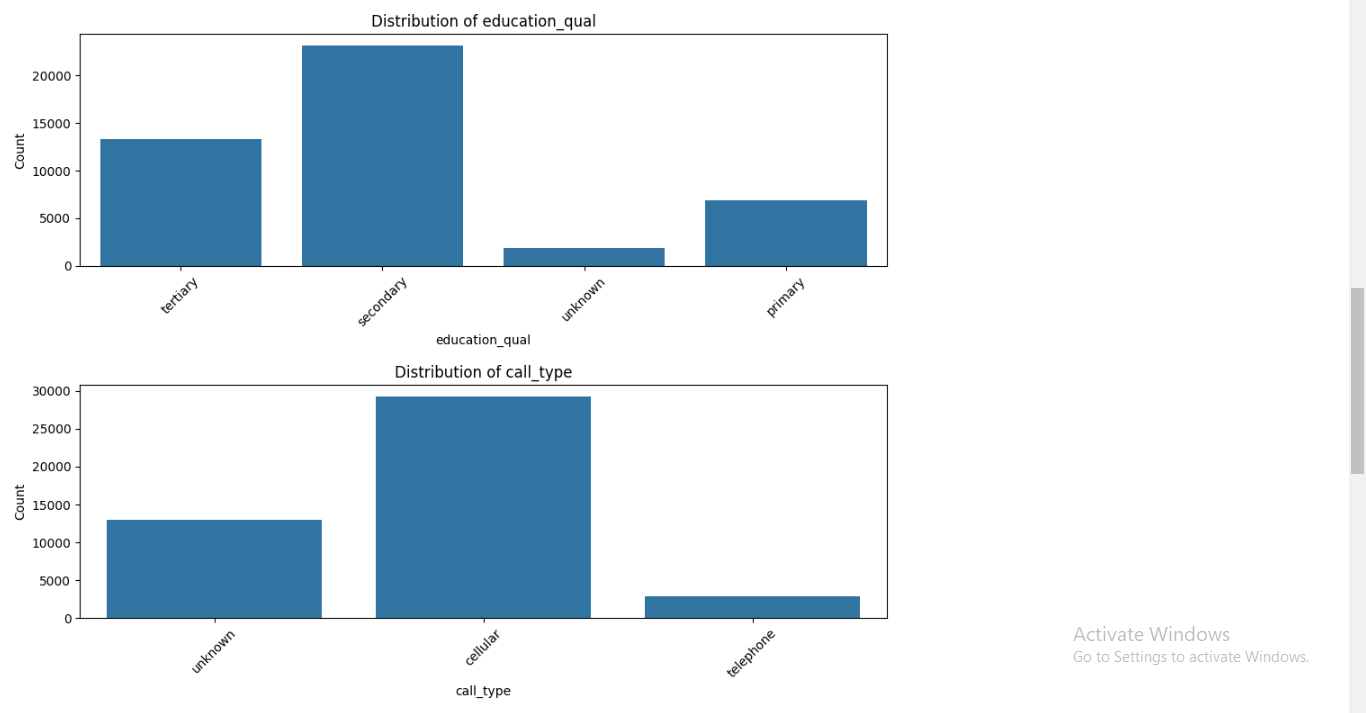 Distribution of education_qual
20000
15000
10000
5000
0
Count
tertiary
secondary
unknown
primary
education_qual
Distribution of call_type
30000
25000
20000
15000
10000
5000
0
Count
unknown
cellular
telephone
call_type
Activate Windows
Go to Settings to activate Windows.